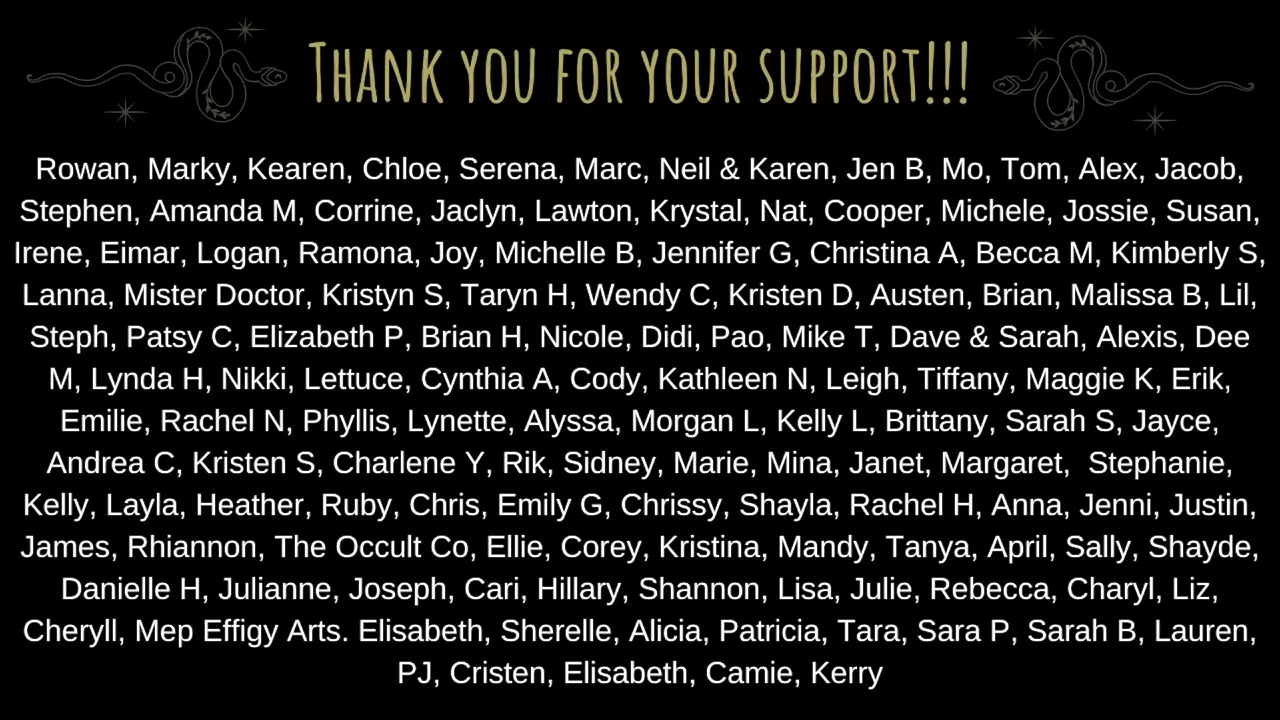 Thank you for your support!!!
Rowan, Marky, Kearen, Chloe, Serena, Marc, Neil & Karen, Jen B, Mo, Tom, Alex, Jacob,
Stephen, Amanda M, Corrine, Jaclyn, Lawton, Krystal, Nat, Cooper, Michele, Jossie, Susan,
Irene, Eimar, Logan, Ramona, Joy, Michelle B, Jennifer G, Christina A, Becca M, Kimberly S,
Lanna, Mister Doctor, Kristyn S, Taryn H, Wendy C, Kristen D, Austen, Brian, Malissa B, Lil,
Steph, Patsy C, Elizabeth P, Brian H, Nicole, Didi, Pao, Mike T, Dave & Sarah, Alexis, Dee
M, Lynda H, Nikki, Lettuce, Cynthia A, Cody, Kathleen N, Leigh, Tiffany, Maggie K, Erik,
Emilie, Rachel N, Phyllis, Lynette, Alyssa, Morgan L, Kelly L, Brittany, Sarah S, Jayce,
Andrea C, Kristen S, Charlene Y, Rik, Sidney, Marie, Mina, Janet, Margaret,  Stephanie,
Kelly, Layla, Heather, Ruby, Chris, Emily G, Chrissy, Shayla, Rachel H, Anna, Jenni, Justin,
James, Rhiannon, The Occult Co, Ellie, Corey, Kristina, Mandy, Tanya, April, Sally, Shayde,
Danielle H, Julianne, Joseph, Cari, Hillary, Shannon, Lisa, Julie, Rebecca, Charyl, Liz,
Cheryll, Mep Effigy Arts. Elisabeth, Sherelle, Alicia, Patricia, Tara, Sara P, Sarah B, Lauren,
PJ, Cristen, Elisabeth, Camie, Kerry